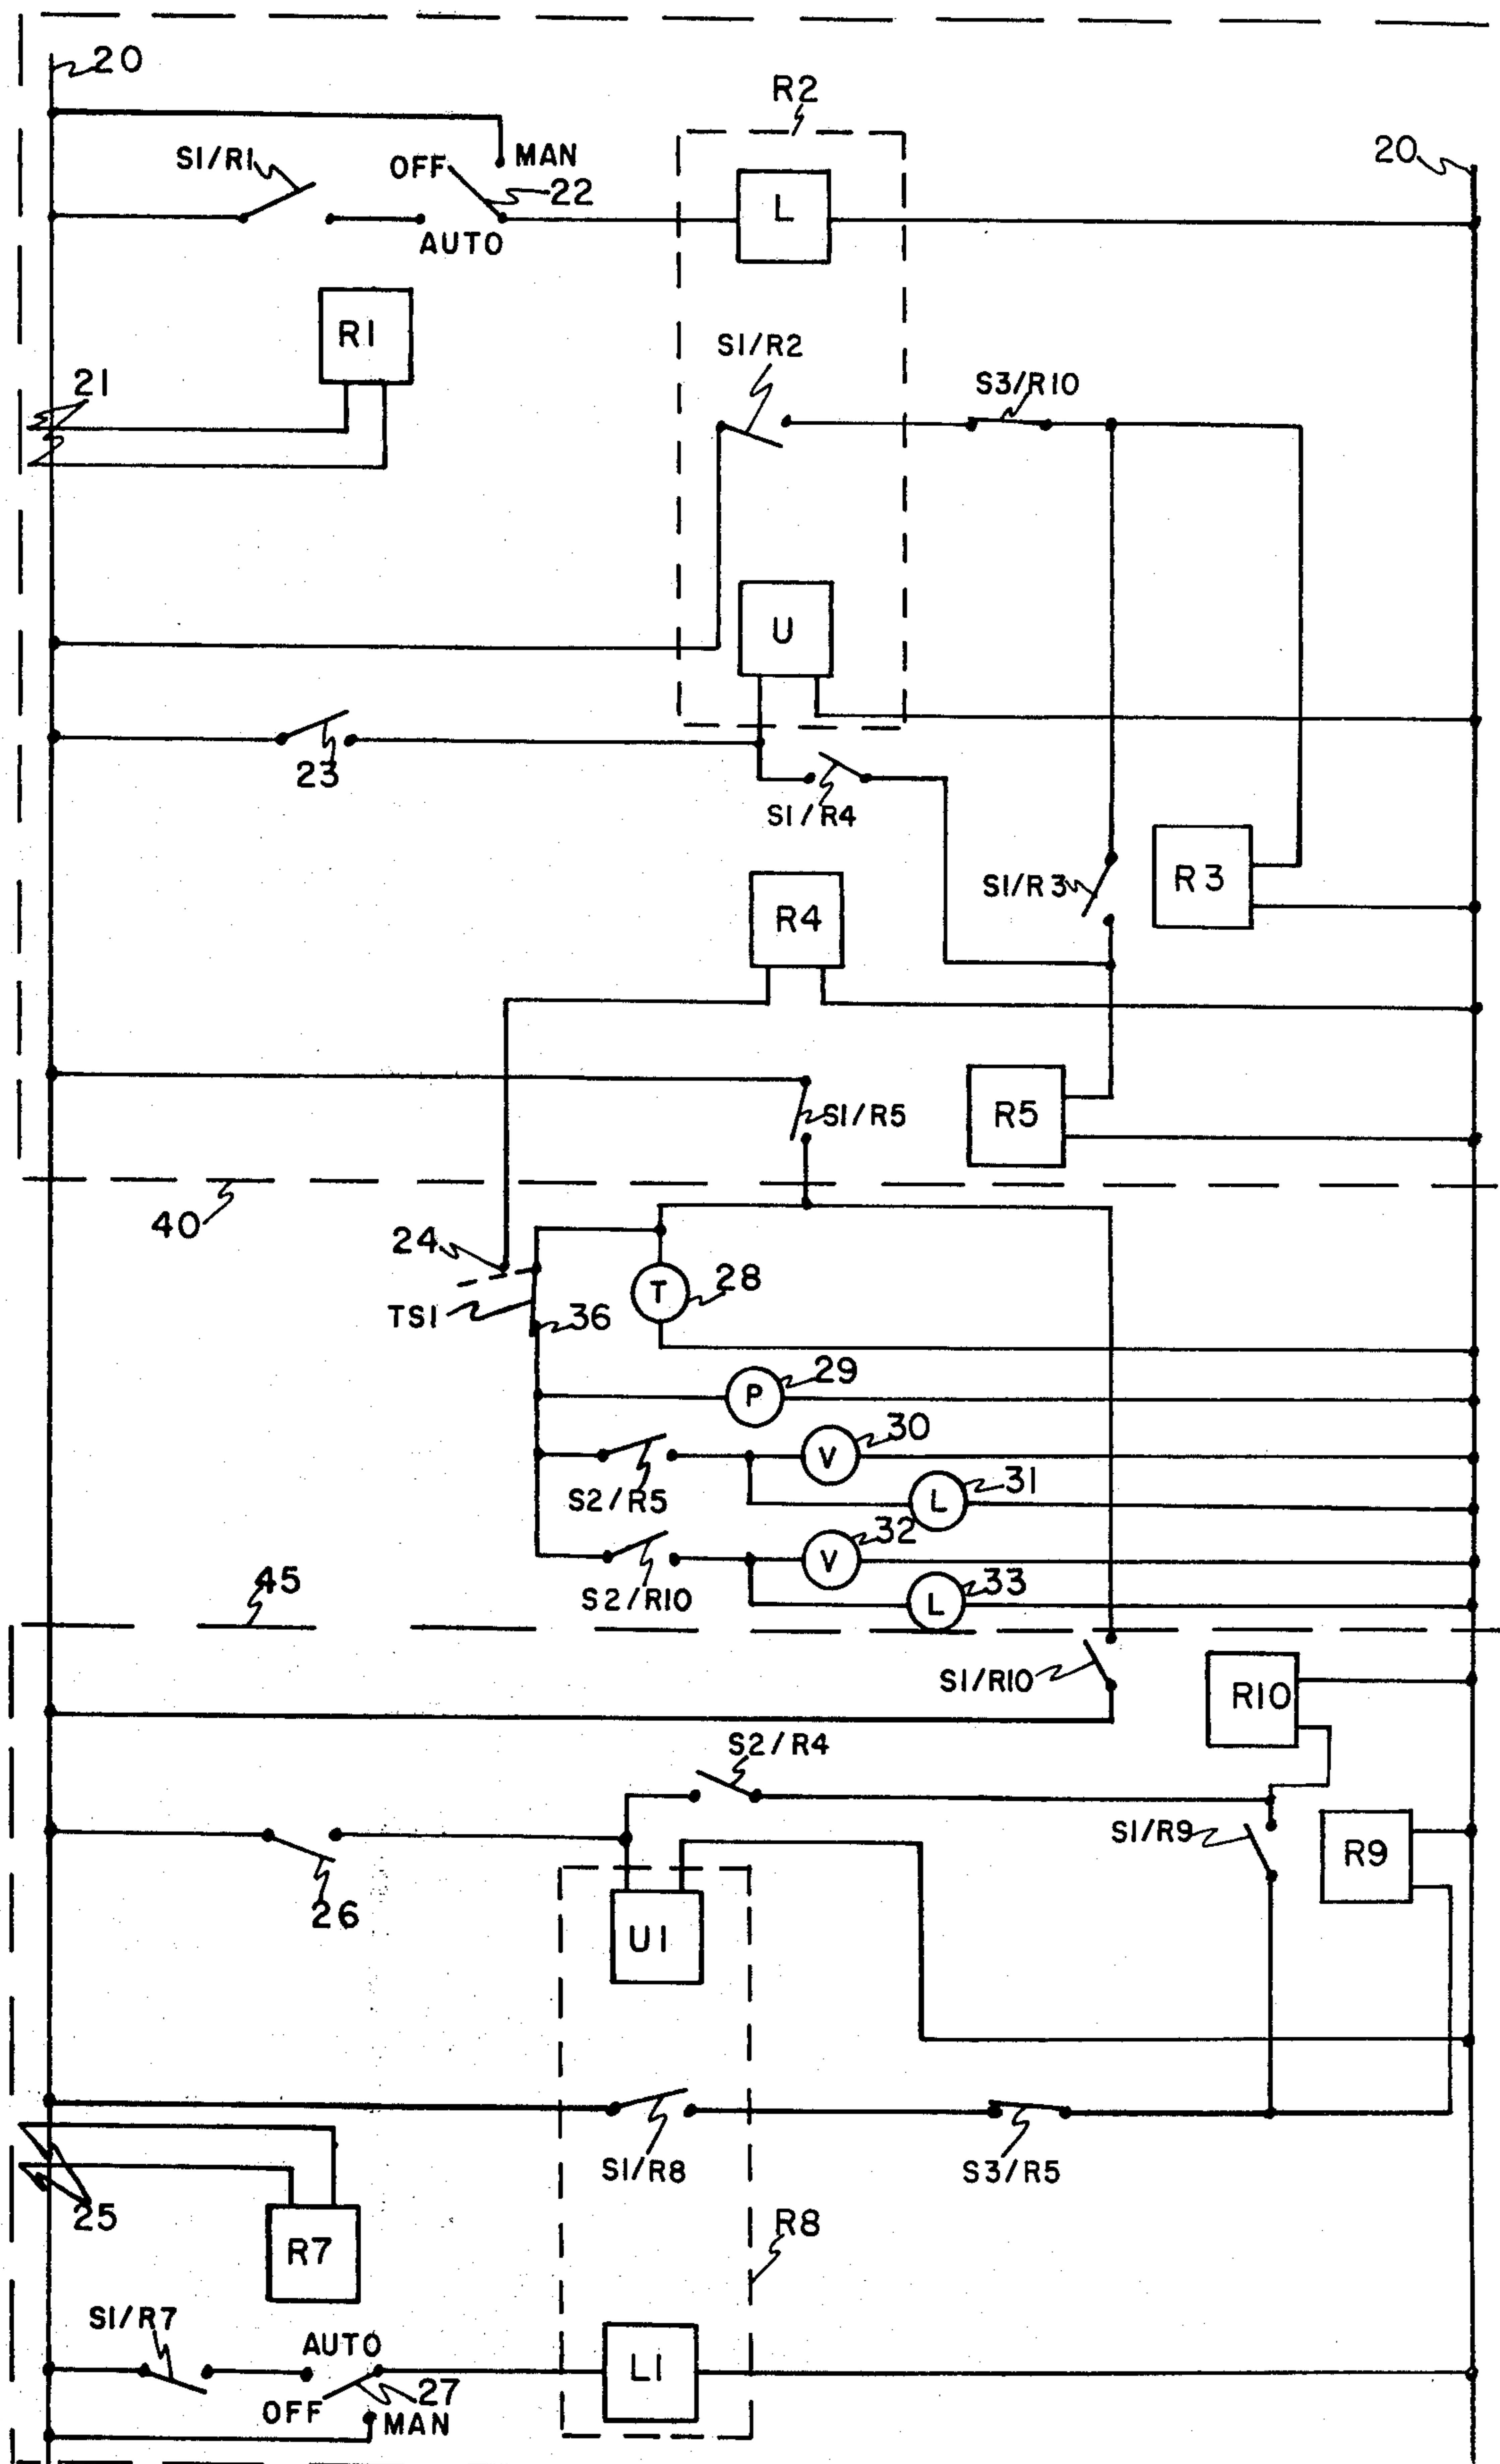 20
R2
20
S1/R1
OFF
MAN
22
L
AUTO
R1
S1/R2
S3/R10
21
U
23
S1/R4
S1/R3
R3
R4
S1/R5
R5
40
24
T
28
TS1
36
29
P
30
V
S2/R5
31
L
32
V
S2/R10
33
L
45
S1/R10
R10
S2/R4
S1/R9
R9
26
U1
S1/R8
S3/R5
25
R7
R8
S1/R7
AUTO
L1
27
OFF
MAN